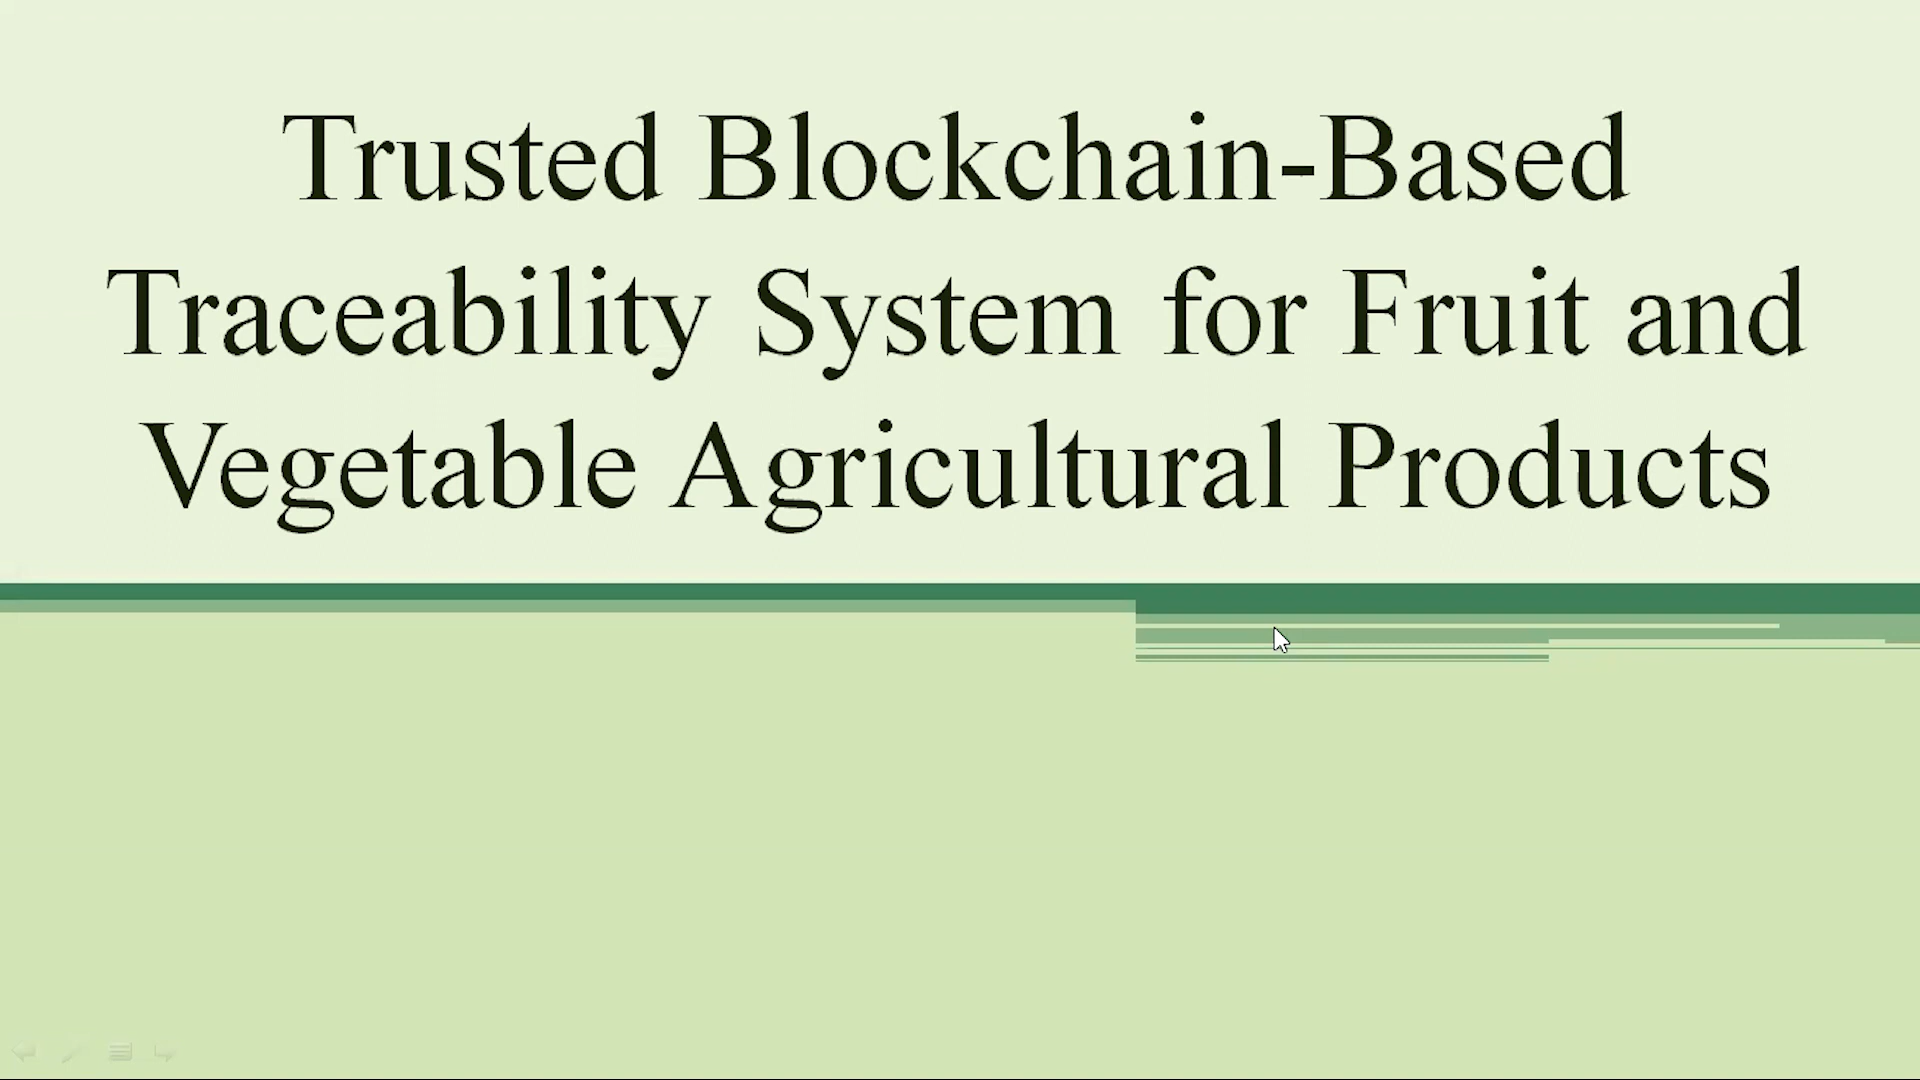 Trusted Blockchain-Based
Traceability System for Fruit and
Vegetable Agricultural Products